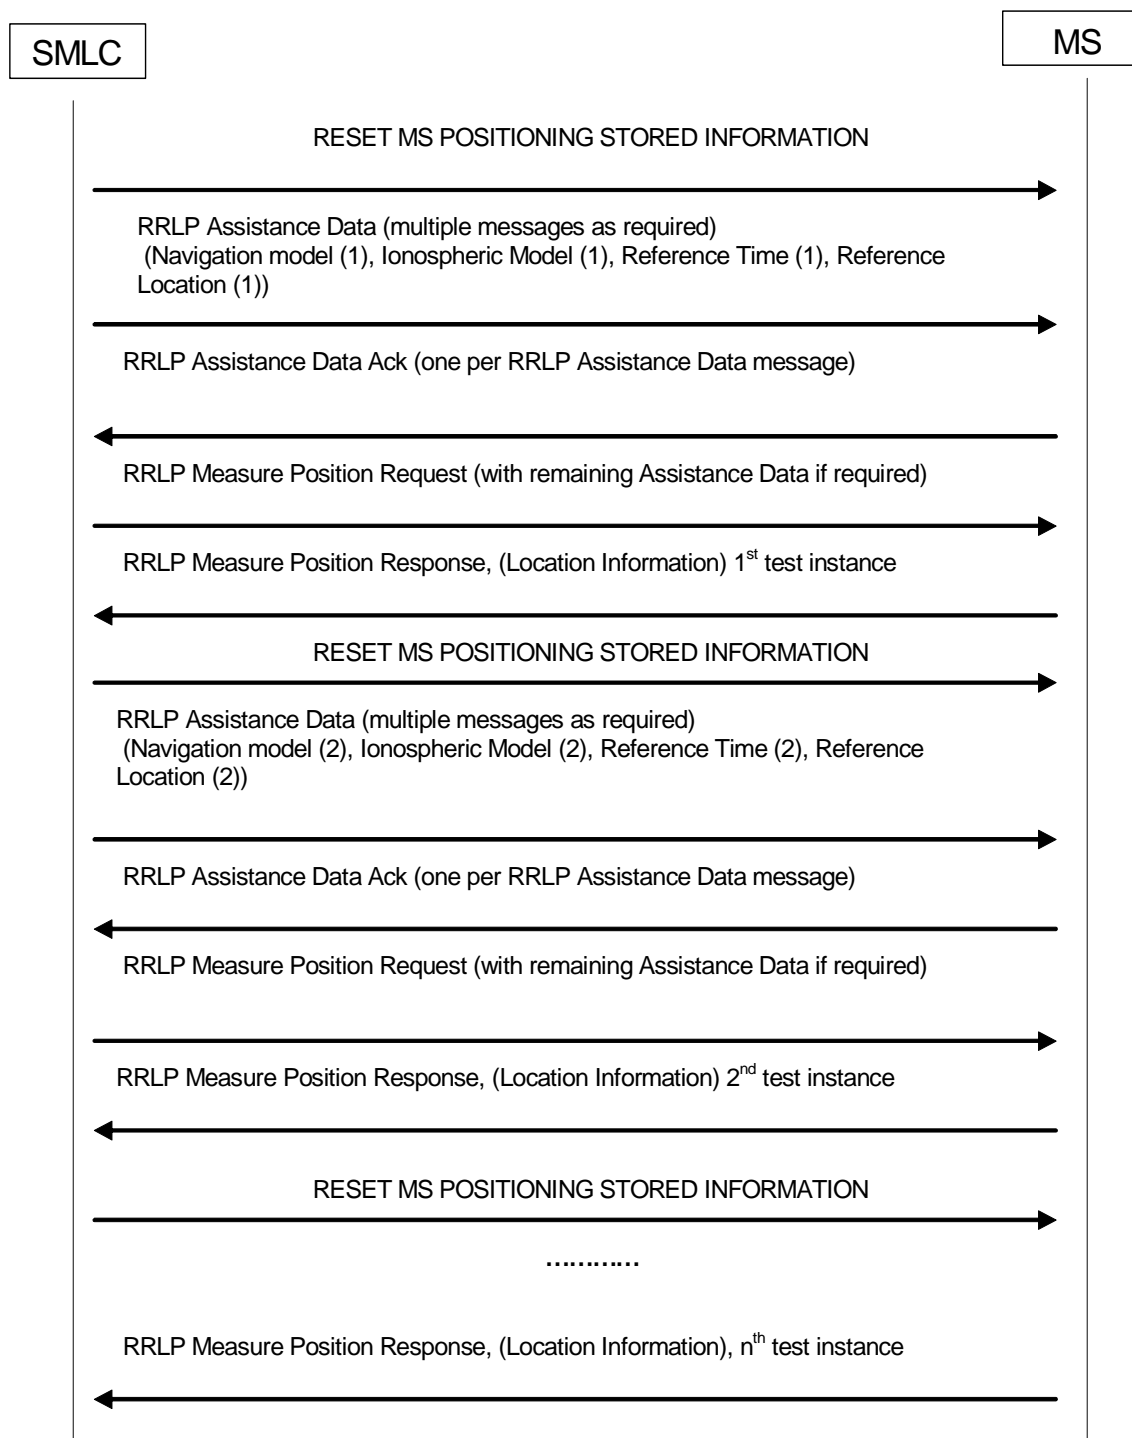 SMLC
MS
RESET MS POSITIONING STORED INFORMATION
RRLP Assistance Data (multiple messages as required)
(Navigation model (1), Ionospheric Model (1), Reference Time (1), Reference
Location (1))
RRLP Assistance Data Ack (one per RRLP Assistance Data message)
RRLP Measure Position Request (with remaining Assistance Data if required)
RRLP Measure Position Response, (Location Information) 1st test instance
RESET MS POSITIONING STORED INFORMATION
RRLP Assistance Data (multiple messages as required)
(Navigation model (2), Ionospheric Model (2), Reference Time (2), Reference
Location (2))
RRLP Assistance Data Ack (one per RRLP Assistance Data message)
RRLP Measure Position Request (with remaining Assistance Data if required)
RRLP Measure Position Response, (Location Information) 2nd test instance
RESET MS POSITIONING STORED INFORMATION
…………
RRLP Measure Position Response, (Location Information), nth test instance